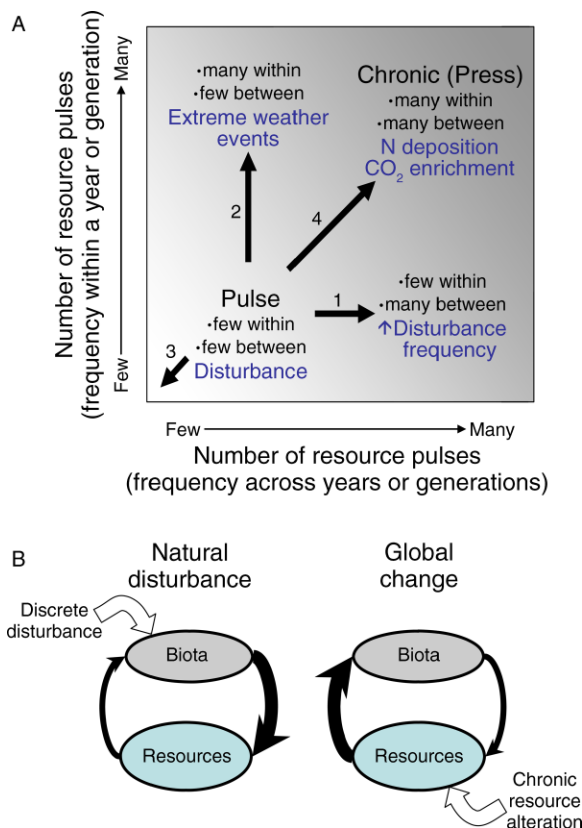 A
Number of resource pulses
(frequency within a year or generation)
Few
Many
•many within
•few between
Extreme weather
events
Chronic (Press)
•many within
•many between
N deposition
CO₂ enrichment
2
4
Pulse
•few within
•few between
Disturbance
1
•few within
•many between
↑Disturbance
frequency
3
Few
Many
Number of resource pulses
(frequency across years or generations)
B
Natural
disturbance
Global
change
Discrete
disturbance
Biota
Biota
Resources
Resources
Chronic
resource
alteration